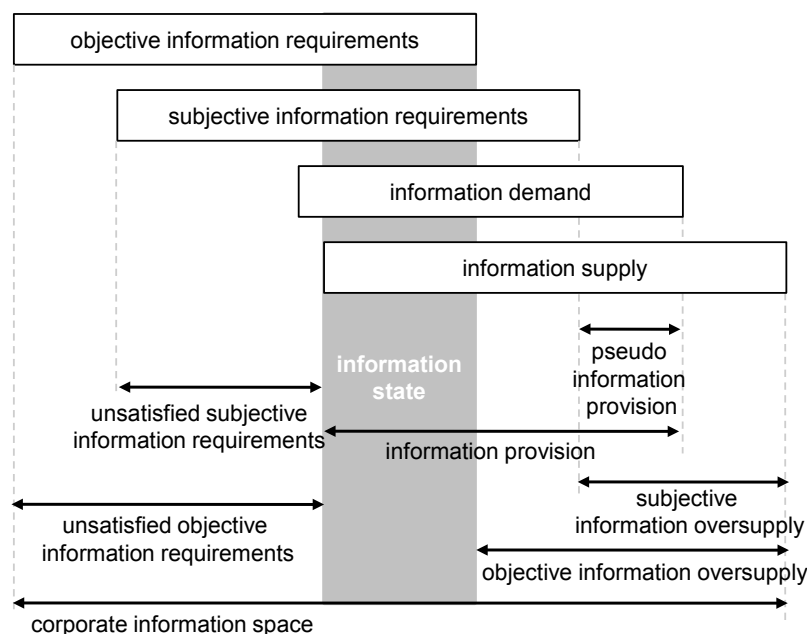 objective information requirements
subjective information requirements
information demand
information supply
pseudo
information
provision
information
state
unsatisfied subjective
information requirements
information provision
subjective
information oversupply
unsatisfied objective
information requirements
objective information oversupply
corporate information space